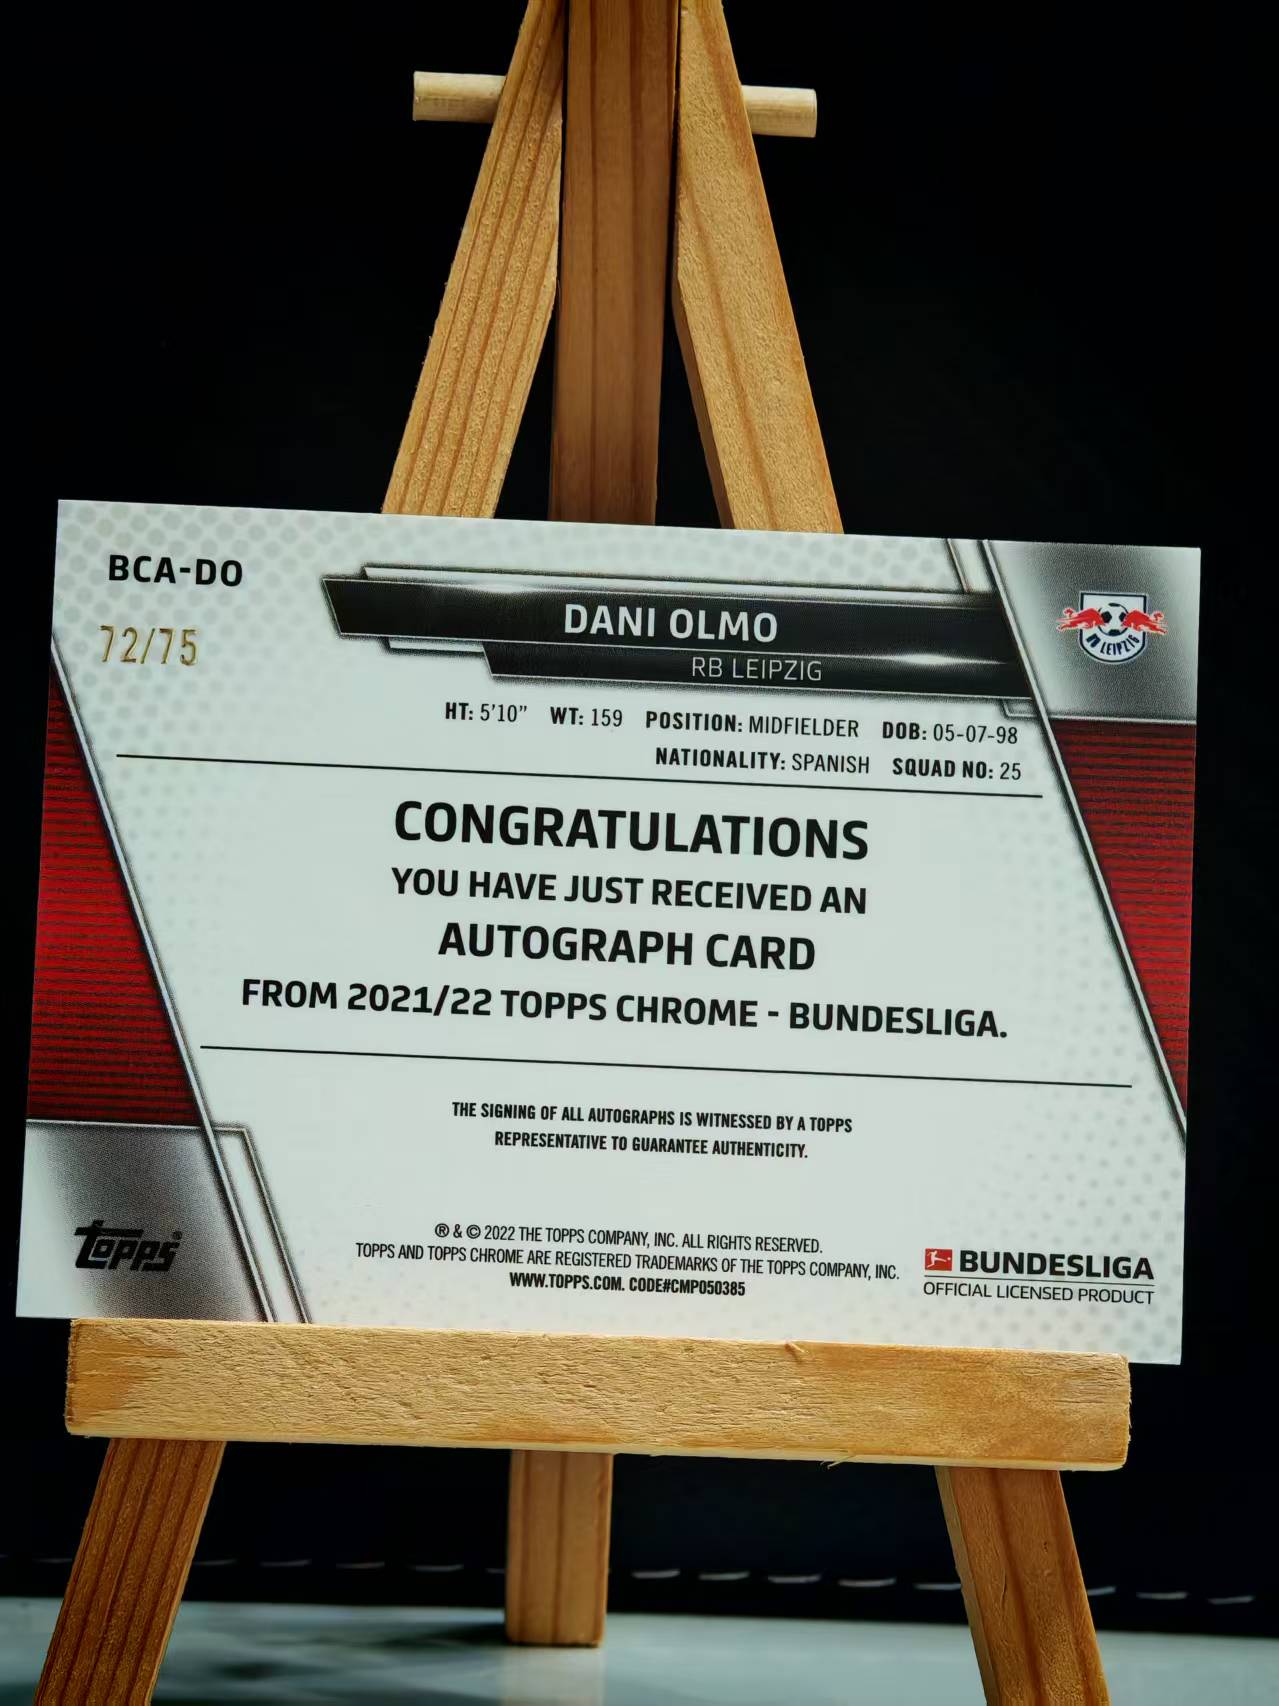 BCA-DO
72/75
DANI OLMO
RB LEIPZIG
RB LEIPZIG
HT: 5'10" WT: 159 POSITION: MIDFIELDER DOB: 05-07-98
NATIONALITY: SPANISH SQUAD NO: 25
CONGRATULATIONS
YOU HAVE JUST RECEIVED AN
AUTOGRAPH CARD
FROM 2021/22 TOPPS CHROME - BUNDESLIGA.
THE SIGNING OF ALL AUTOGRAPHS IS WITNESSED BY A TOPPS
REPRESENTATIVE TO GUARANTEE AUTHENTICITY.
® & © 2022 THE TOPPS COMPANY, INC. ALL RIGHTS RESERVED.
TOPPS AND TOPPS CHROME ARE REGISTERED TRADEMARKS OF THE TOPPS COMPANY, INC.
WWW.TOPPS.COM. CODE#CMP050385
topps®
BUNDESLIGA
OFFICIAL LICENSED PRODUCT